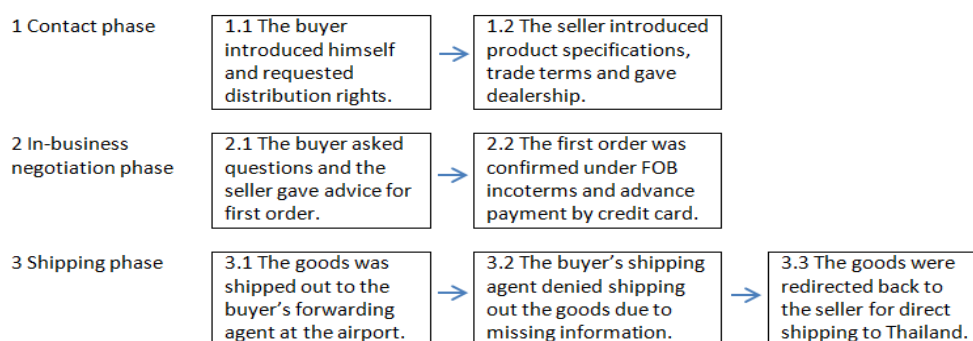 1 Contact phase
1.1 The buyer
introduced himself
and requested
distribution rights.
1.2 The seller introduced
product specifications,
trade terms and gave
dealership.
2 In-business
negotiation phase
2.1 The buyer asked
questions and the
seller gave advice for
first order.
2.2 The first order was
confirmed under FOB
incoterms and advance
payment by credit card.
3 Shipping phase
3.1 The goods was
shipped out to the
buyer's forwarding
agent at the airport.
3.2 The buyer's shipping
agent denied shipping
out the goods due to
missing information.
3.3 The goods were
redirected back to
the seller for direct
shipping to Thailand.